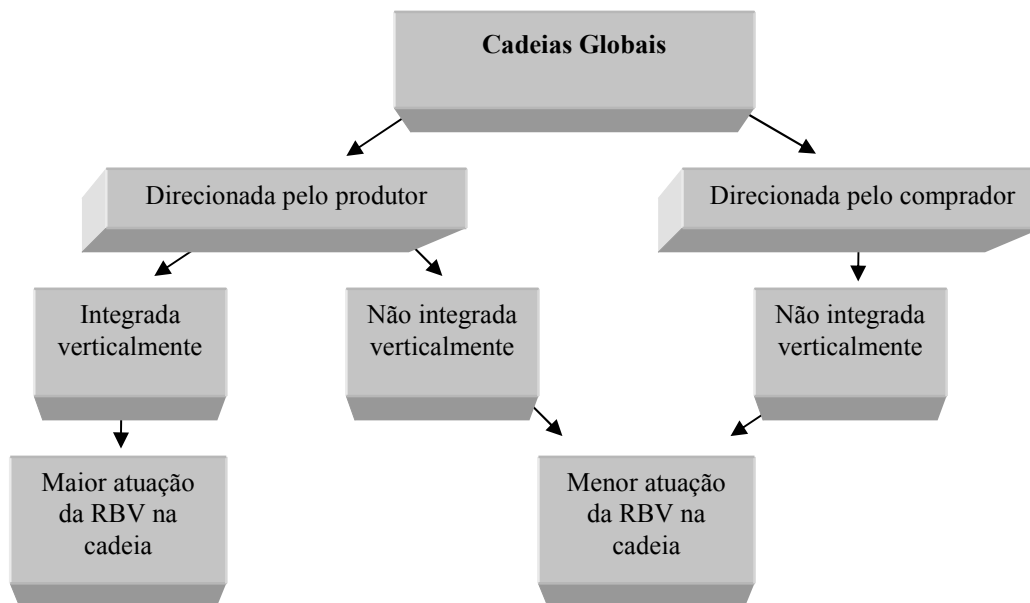 Cadeias Globais
Direcionada pelo produtor
Direcionada pelo comprador
Integrada
verticalmente
Não integrada
verticalmente
Não integrada
verticalmente
Maior atuação
da RBV na
cadeia
Menor atuação
da RBV na
cadeia